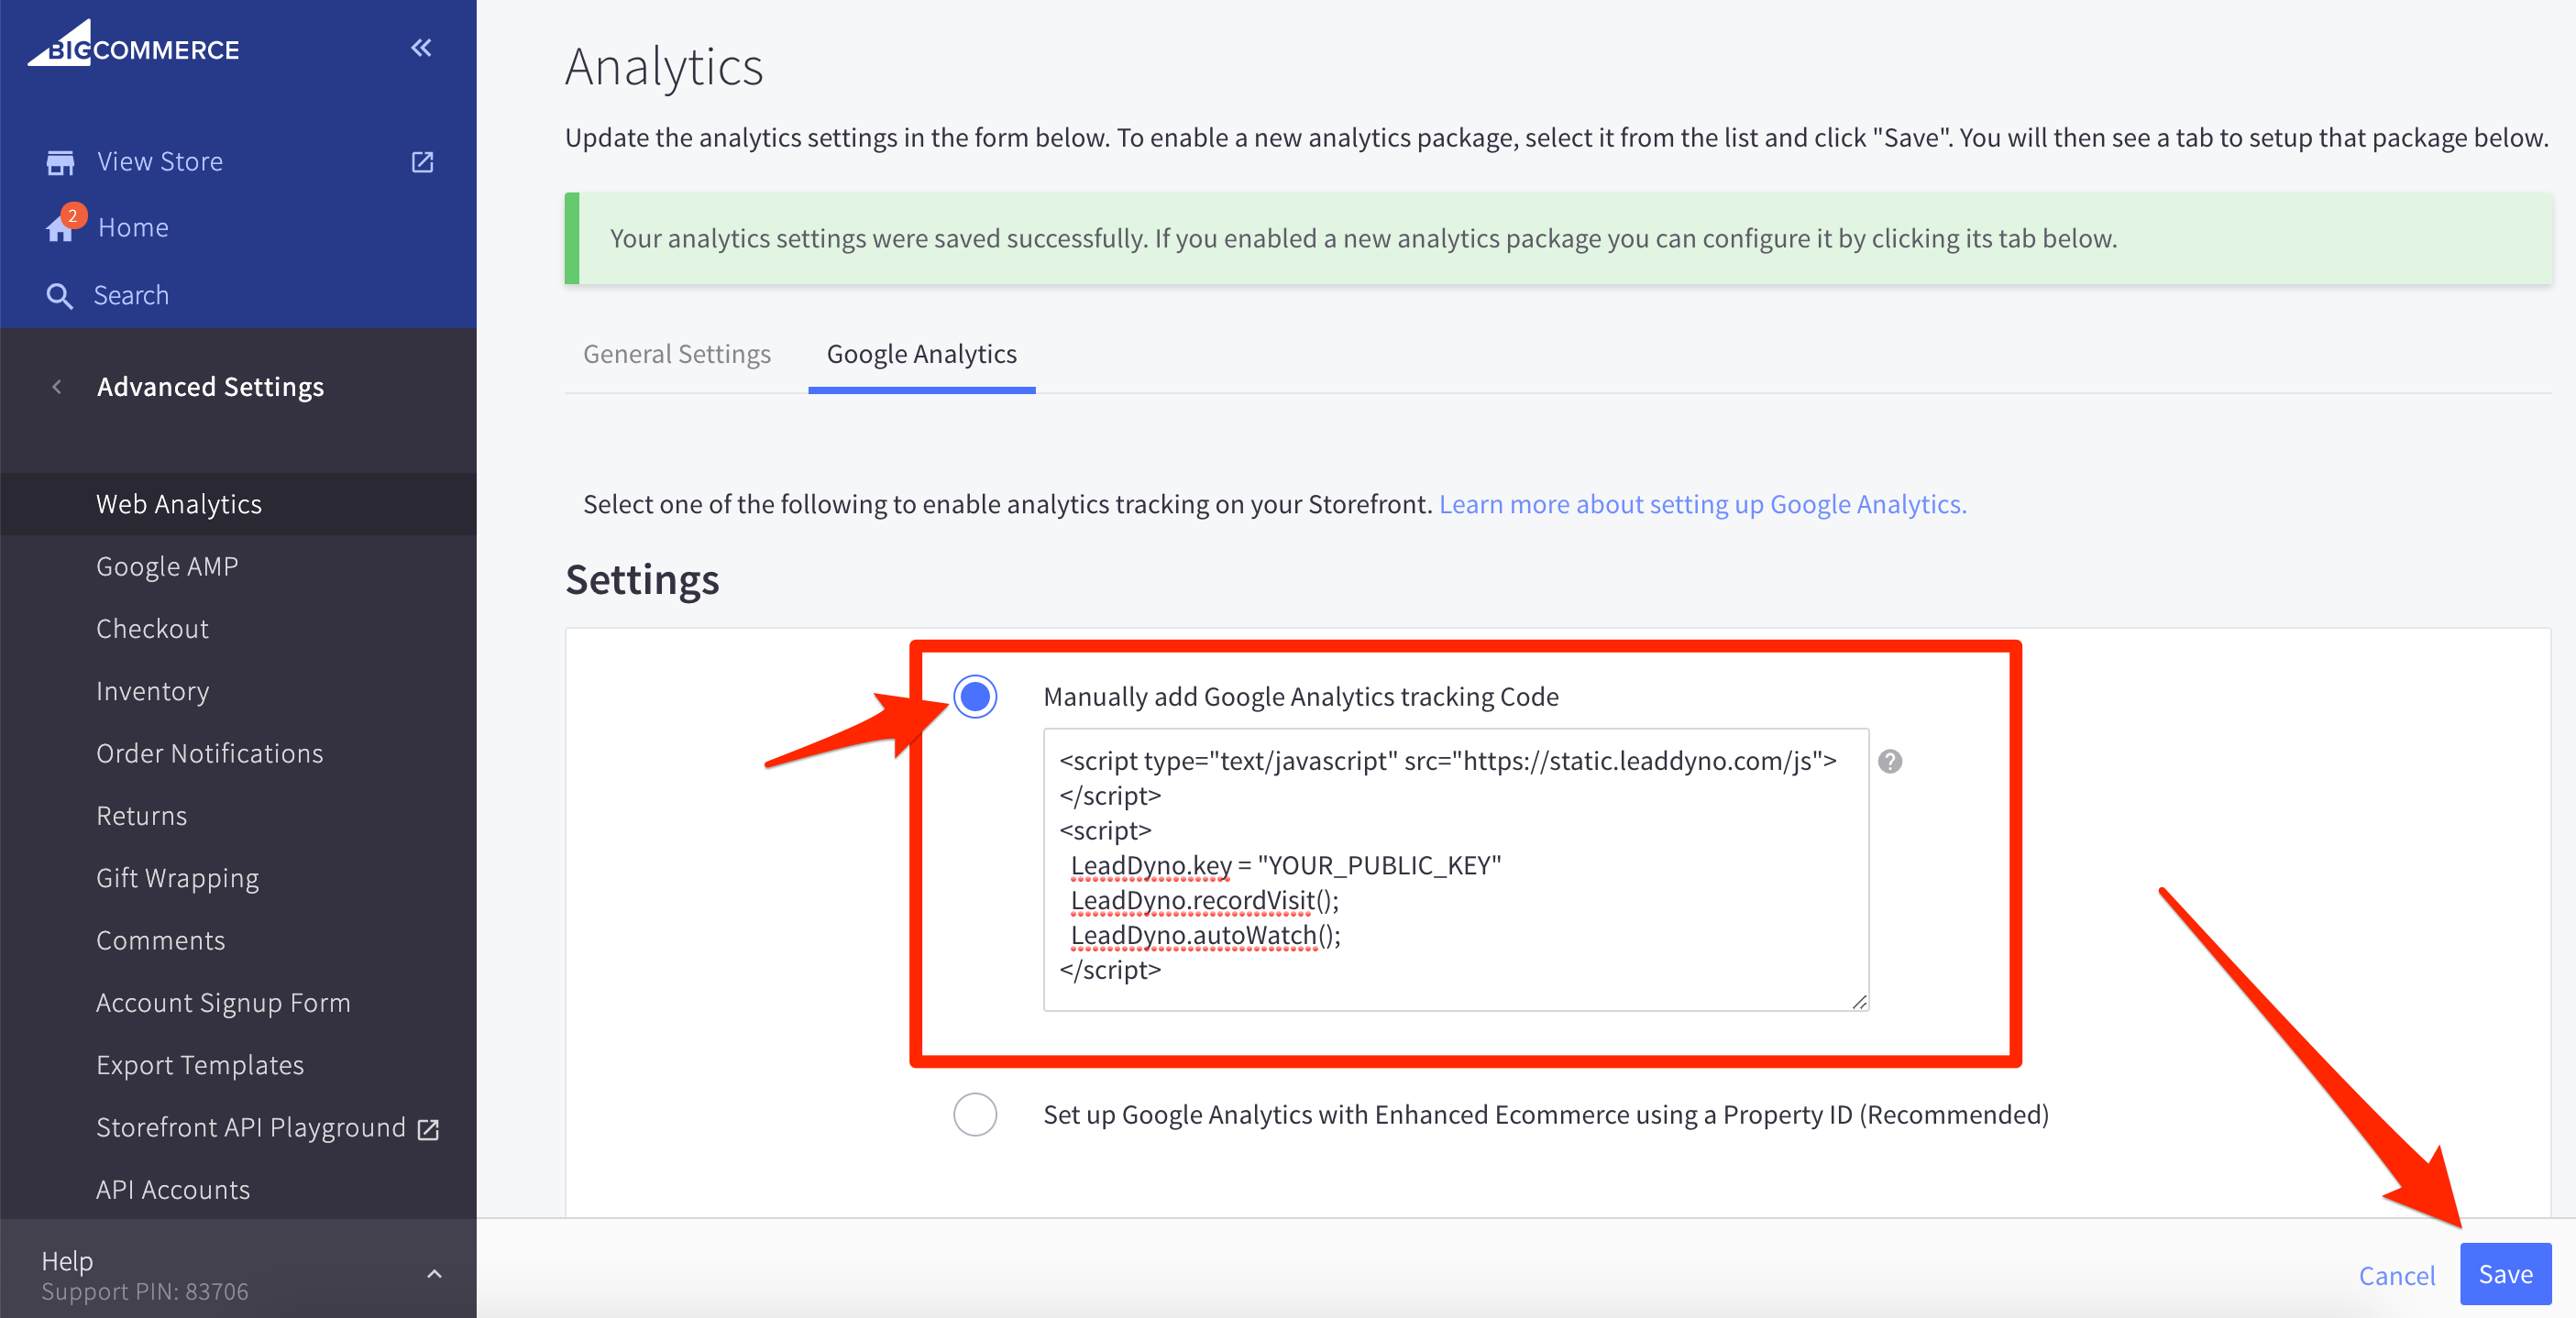 BIGCOMMERCE
View Store
2
Home
Search
Advanced Settings
Web Analytics
Google AMP
Checkout
Inventory
Order Notifications
Returns
Gift Wrapping
Comments
Account Signup Form
Export Templates
Storefront API Playground
API Accounts
Help
Support PIN: 83706
Analytics
Update the analytics settings in the form below. To enable a new analytics package, select it from the list and click "Save". You will then see a tab to setup that package below.
Your analytics settings were saved successfully. If you enabled a new analytics package you can configure it by clicking its tab below.
General Settings
Google Analytics
Select one of the following to enable analytics tracking on your Storefront. Learn more about setting up Google Analytics.
Settings
Manually add Google Analytics tracking Code
<script type="text/javascript" src="https://static.leaddyno.com/js">
</script>
<script>
LeadDyno.key = "YOUR_PUBLIC_KEY"
LeadDyno.recordVisit();
LeadDyno.autoWatch();
</script>
?
Set up Google Analytics with Enhanced Ecommerce using a Property ID (Recommended)
Cancel
Save